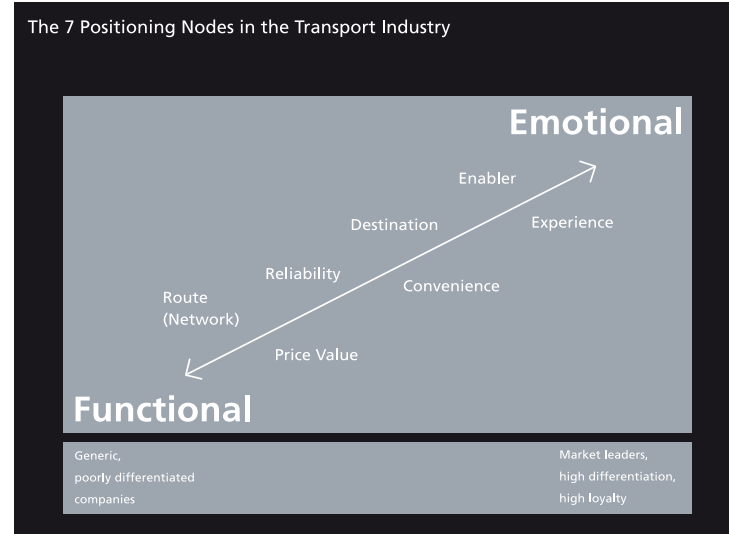 The 7 Positioning Nodes in the Transport Industry
Emotional
Enabler
Destination
Experience
Reliability
Convenience
Route
(Network)
Price Value
Functional
Generic,
poorly differentiated
companies
Market leaders,
high differentiation,
high loyalty